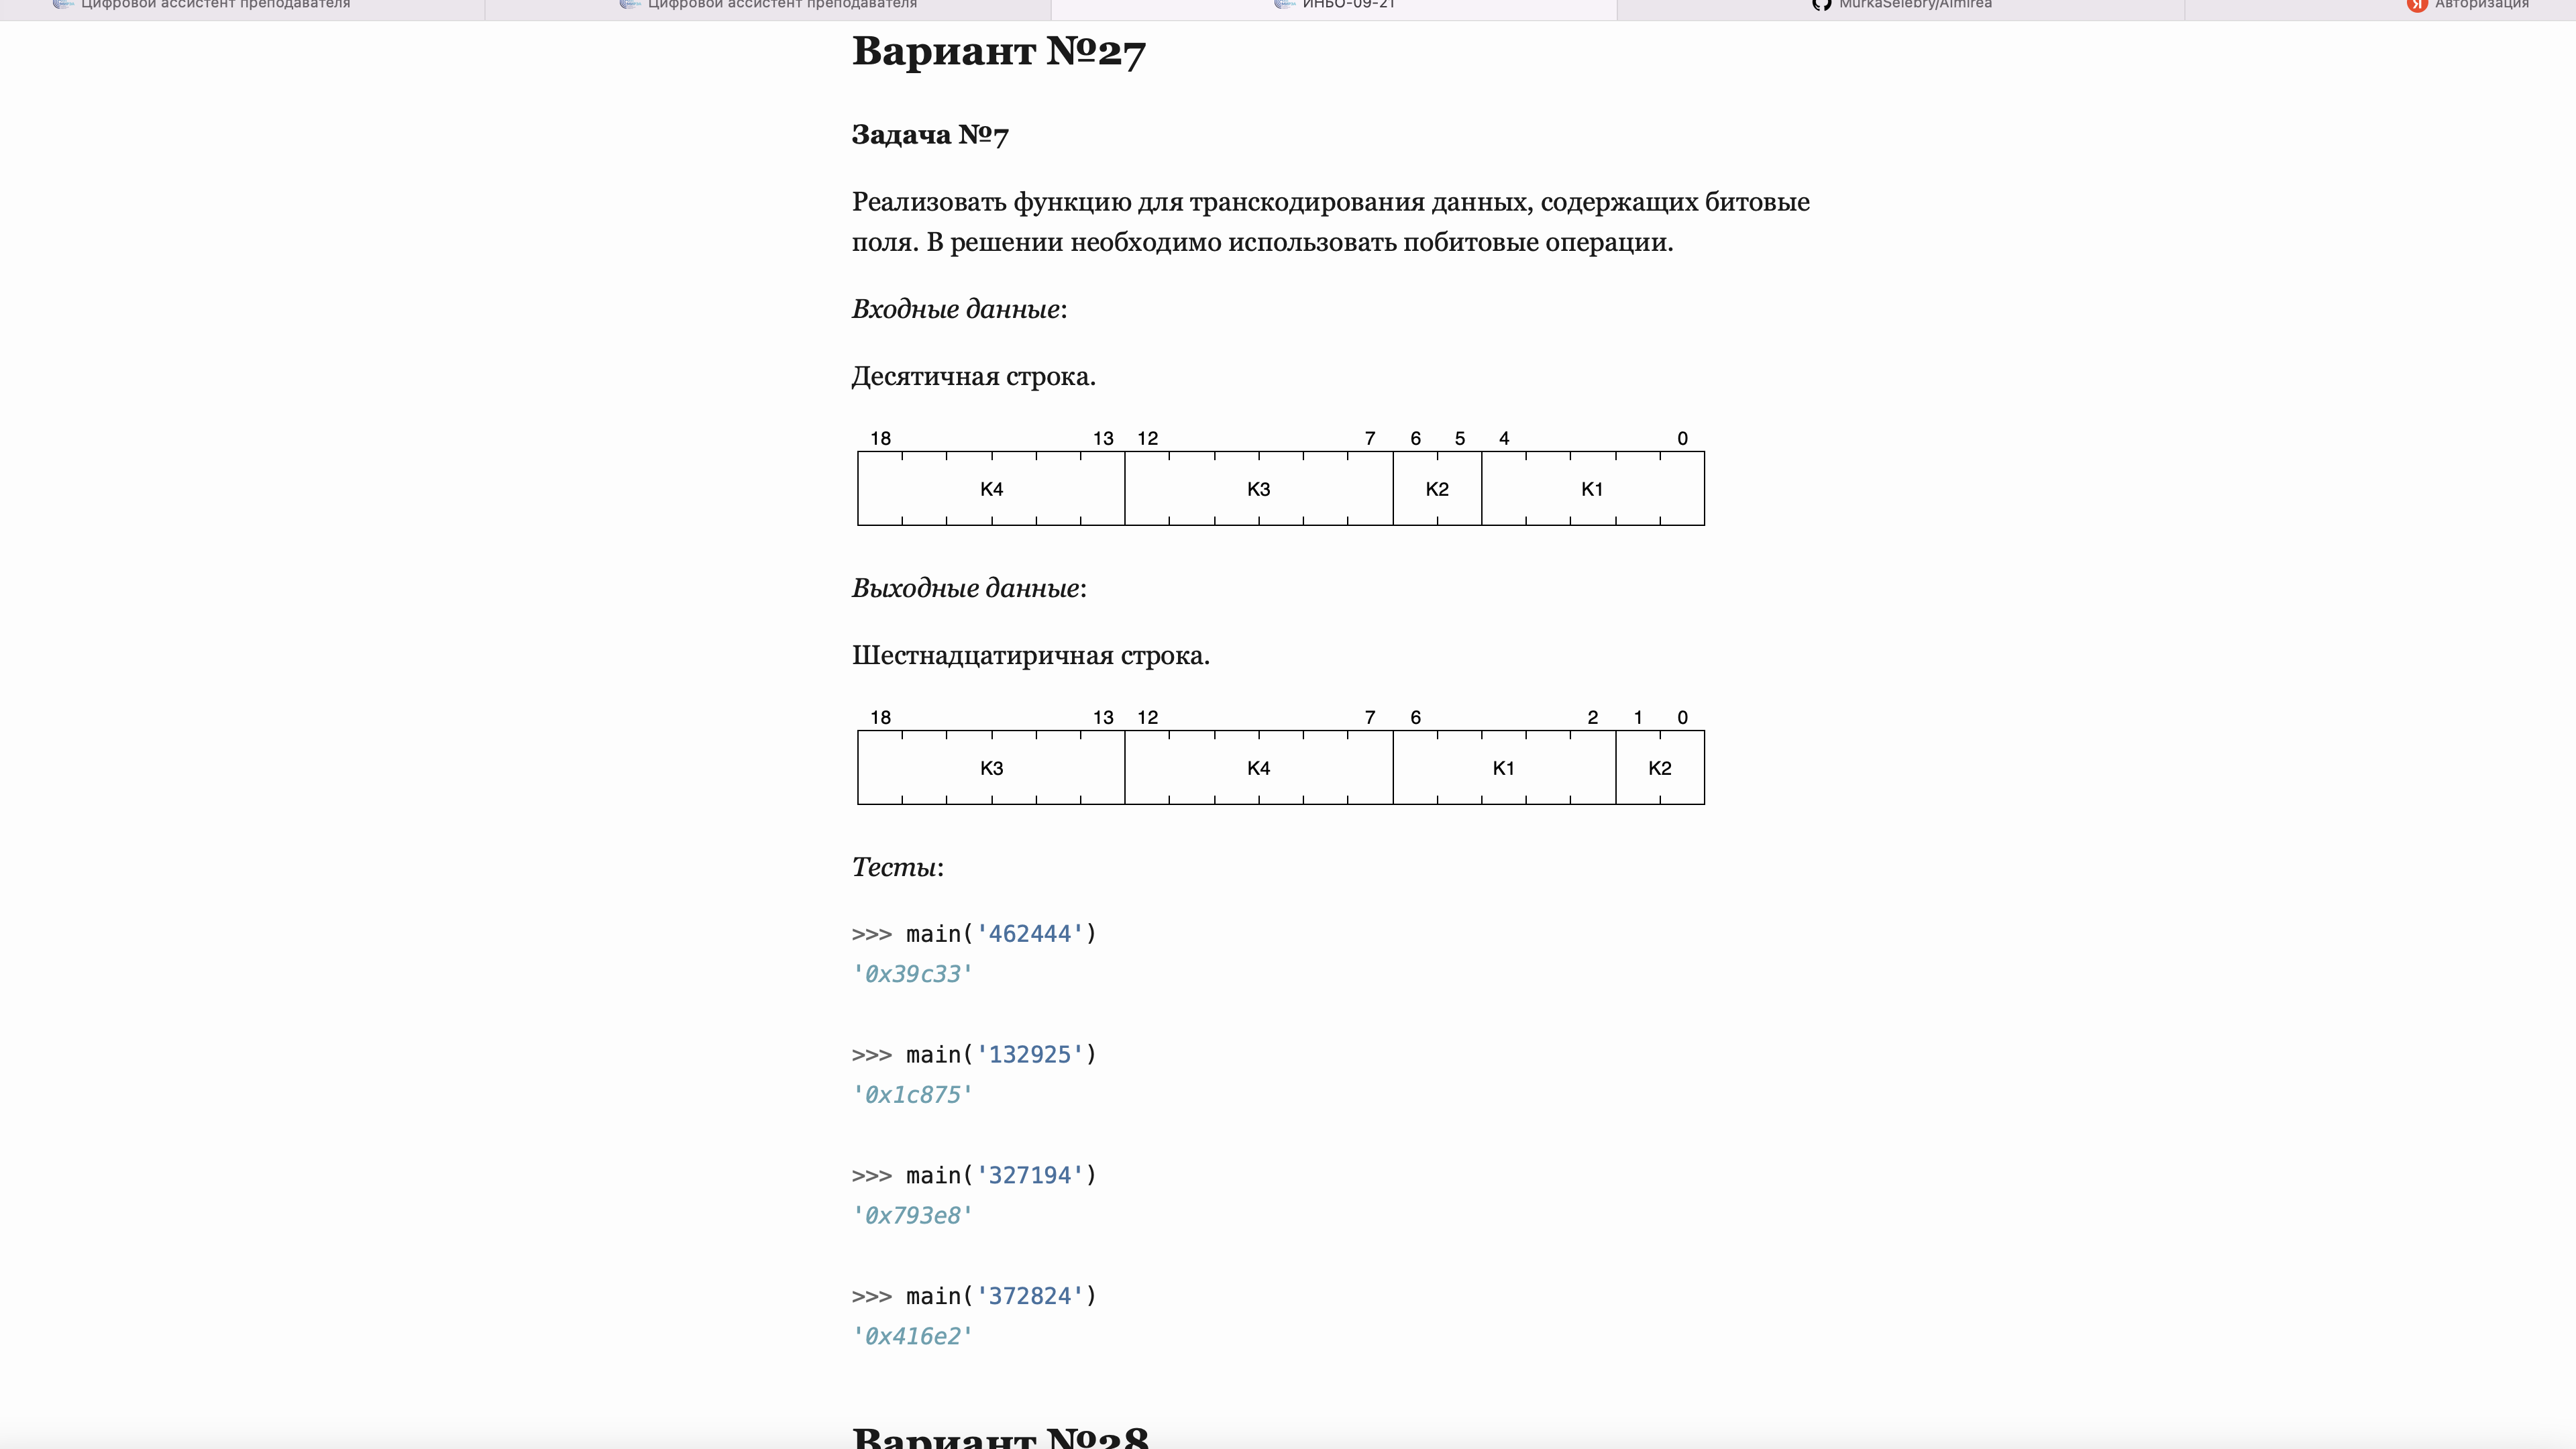 Цифровой ассистент преподавателя
Цифровой ассистент преподавателя
ИНБО-09-21
MurkaSelebry/Aimirea
Авторизация
Вариант №27
Задача №7
Реализовать функцию для транскодирования данных, содержащих битовые
поля. В решении необходимо использовать побитовые операции.
Входные данные:
Десятичная строка.
18 13 12 7 6 5 4 0
K4 K3 K2 K1
Выходные данные:
Шестнадцатиричная строка.
18 13 12 7 6 2 1 0
K3 K4 K1 K2
Тесты:
>>> main('462444')
'0x39c33'
>>> main('132925')
'0x1c875'
>>> main('327194')
'0x793e8'
>>> main('372824')
'0x416e2'
Вариант №28